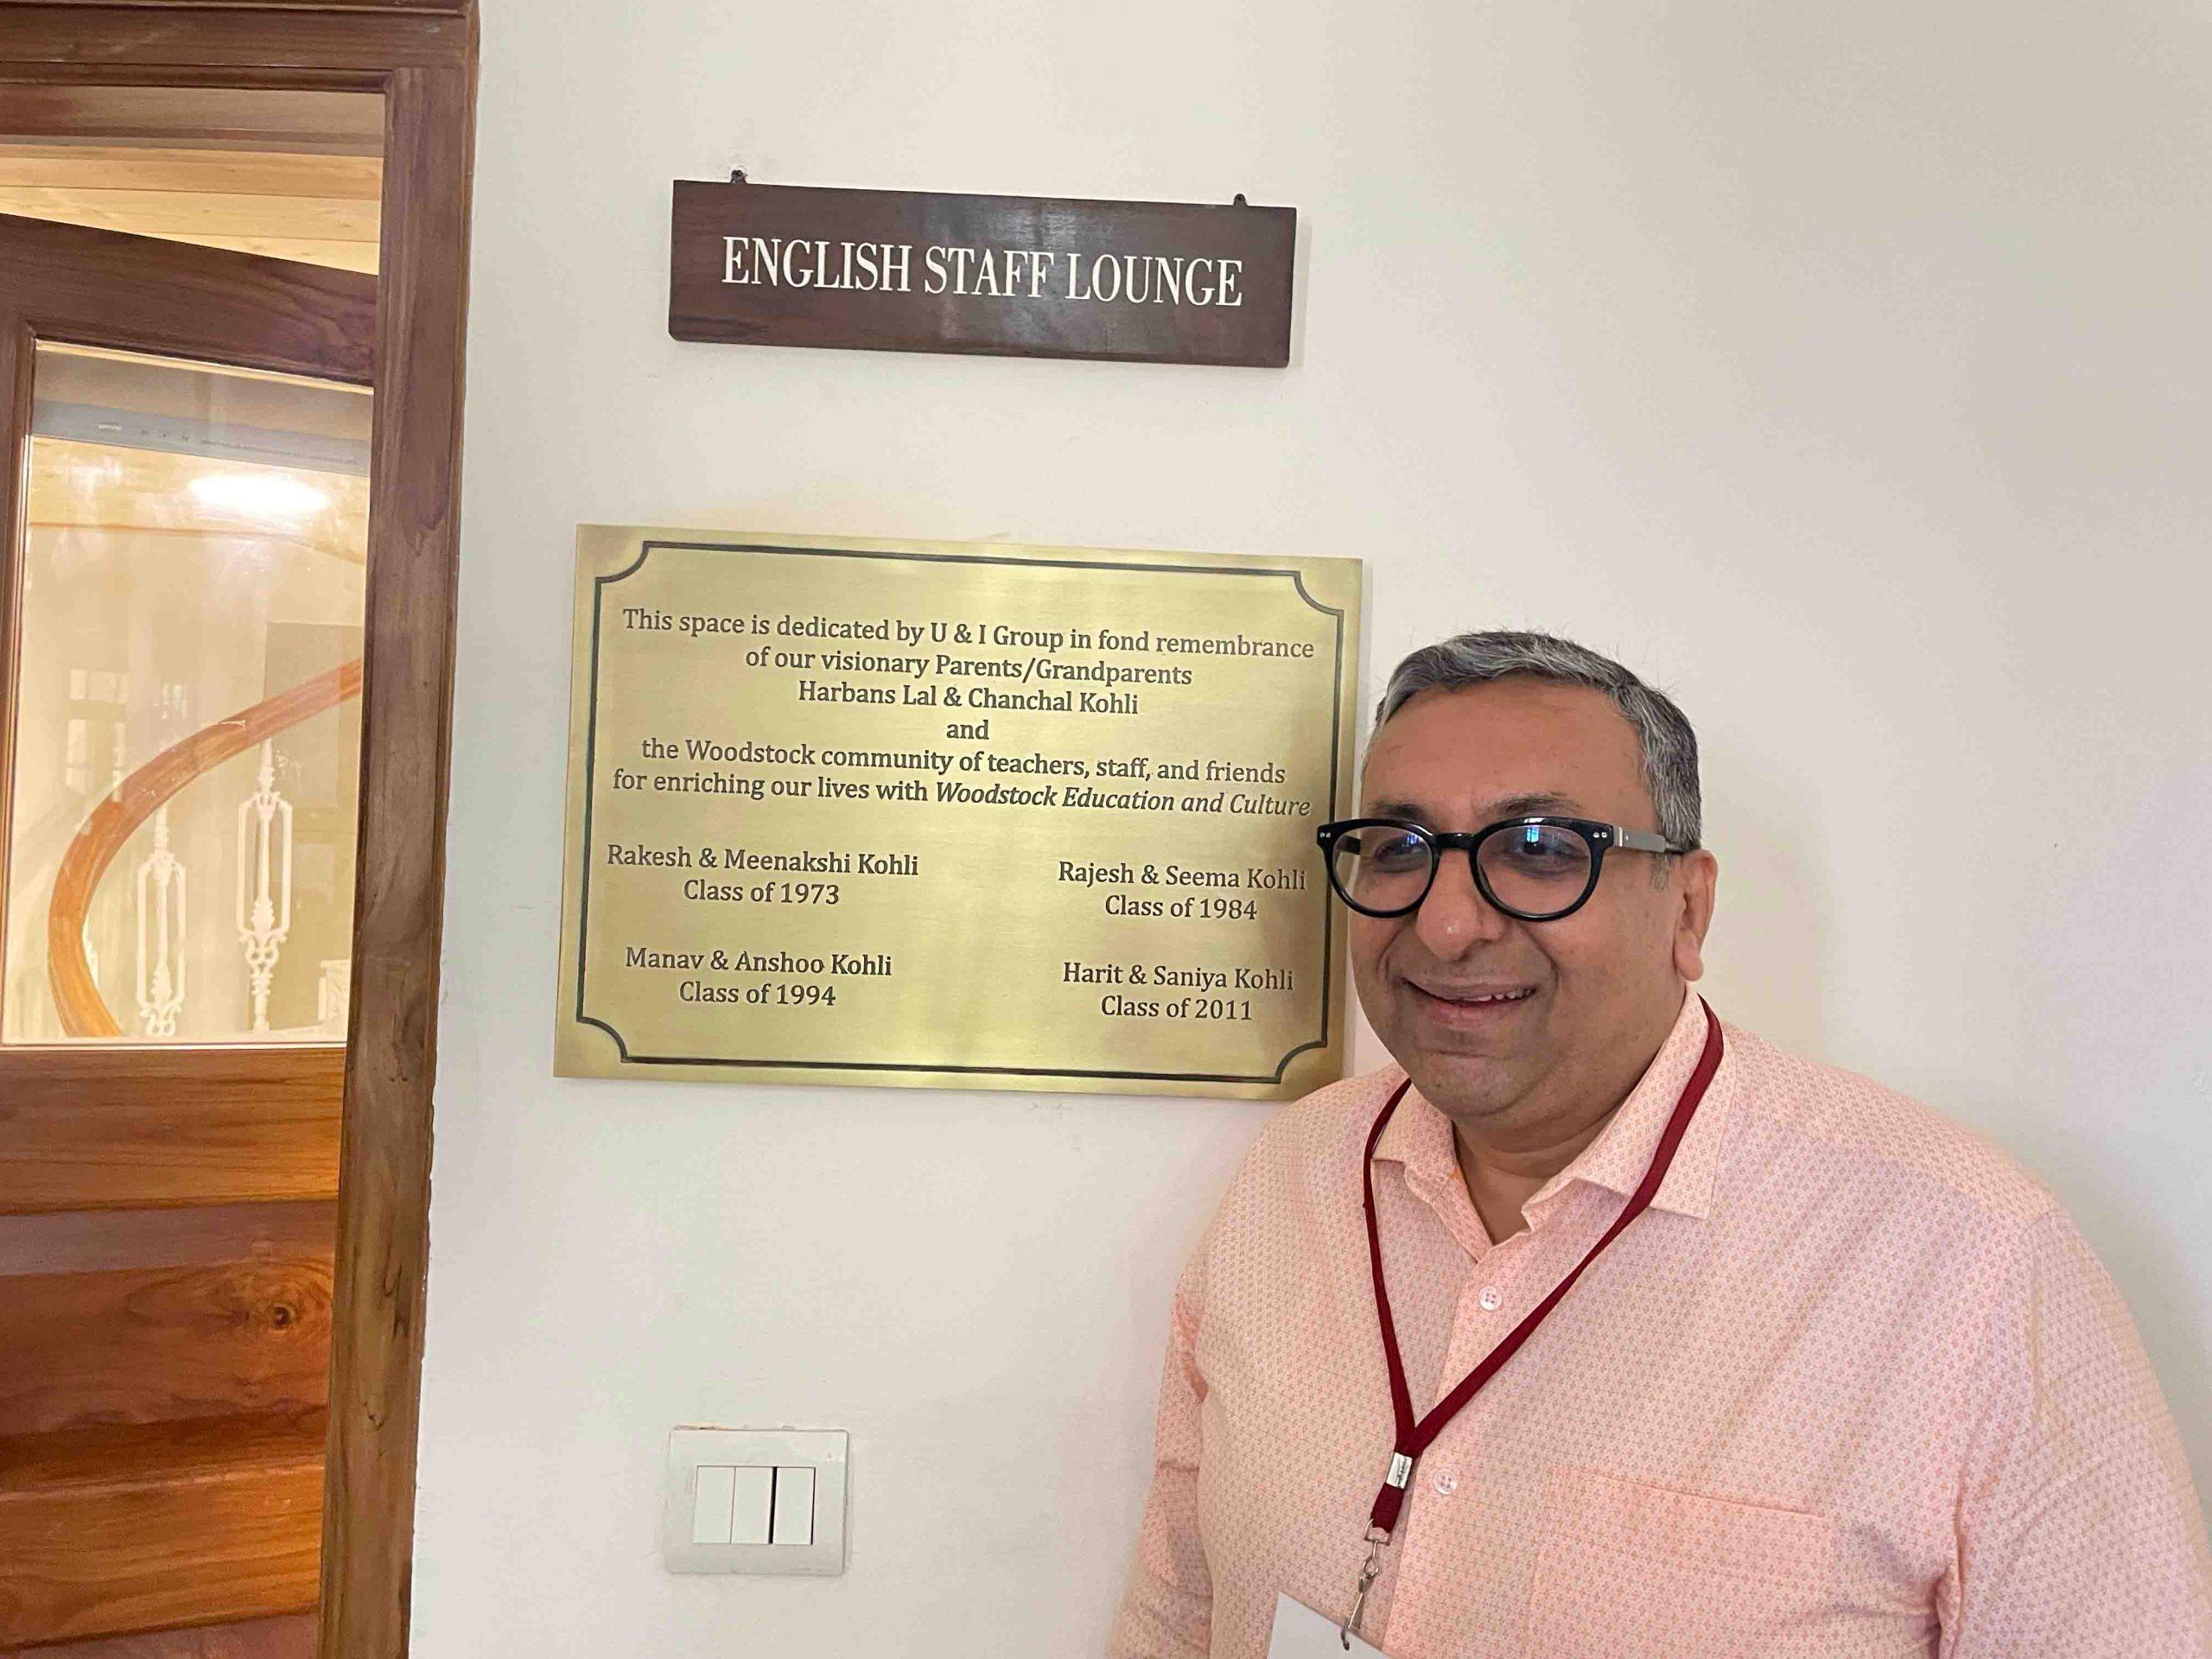 ENGLISH STAFF LOUNGE
This space is dedicated by U & I Group in fond remembrance
of our visionary Parents/Grandparents
Harbans Lal & Chanchal Kohli
and
the Woodstock community of teachers, staff, and friends
for enriching our lives with Woodstock Education and Culture
Rakesh & Meenakshi Kohli
Class of 1973
Rajesh & Seema Kohli
Class of 1984
Manav & Anshoo Kohli
Class of 1994
Harit & Saniya Kohli
Class of 2011